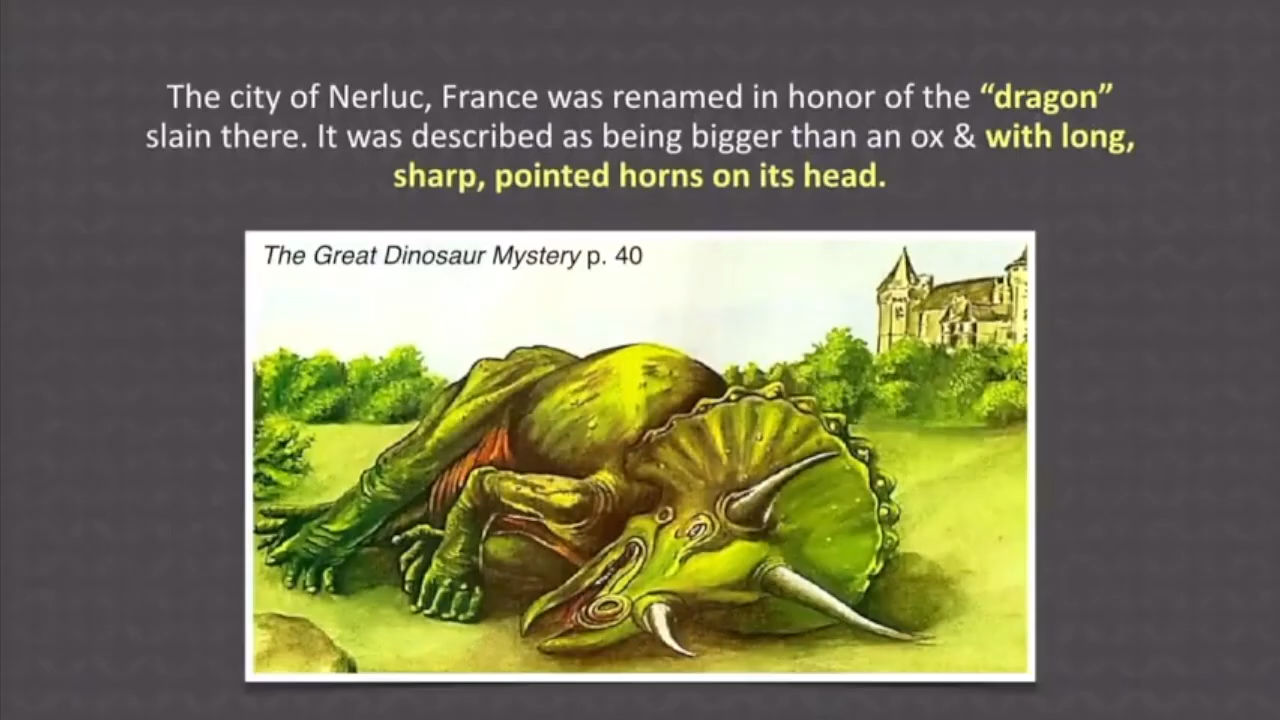 The city of Nerluc, France was renamed in honor of the “dragon”
slain there. It was described as being bigger than an ox & with long,
sharp, pointed horns on its head.
The Great Dinosaur Mystery p. 40